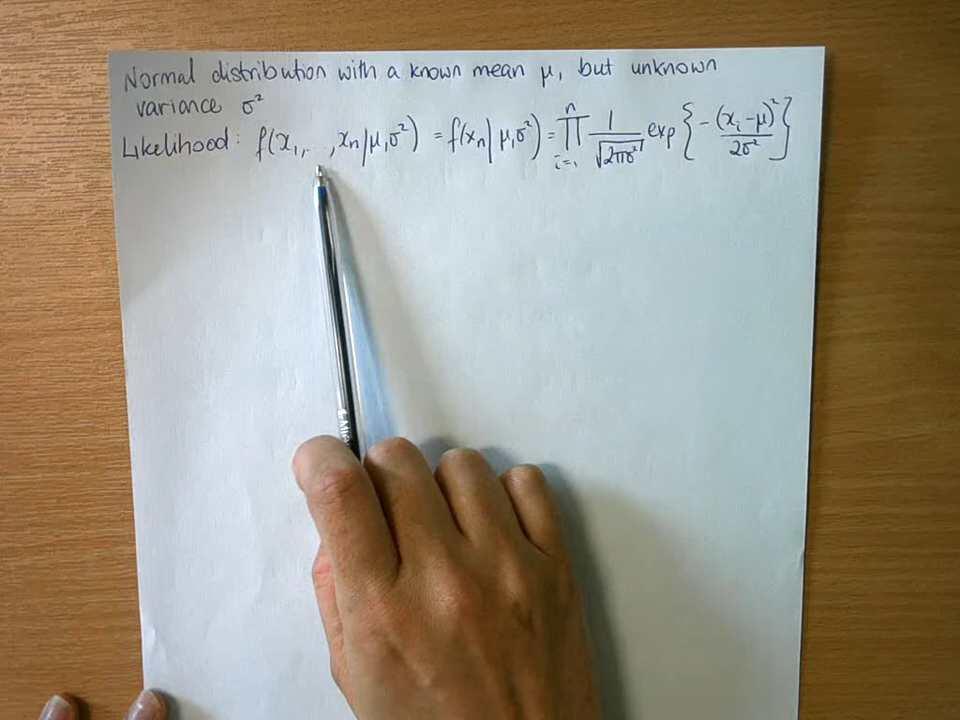 Normal distribution with a known mean μ, but unknown
variance σ²
Likelihood: f(x₁, . . , xₙ|μ,σ²) = f(xₙ|μ,σ²) = ∏ᵢ₌₁ⁿ 1/√(2πσ²) exp{-(xᵢ-μ)²/2σ²}